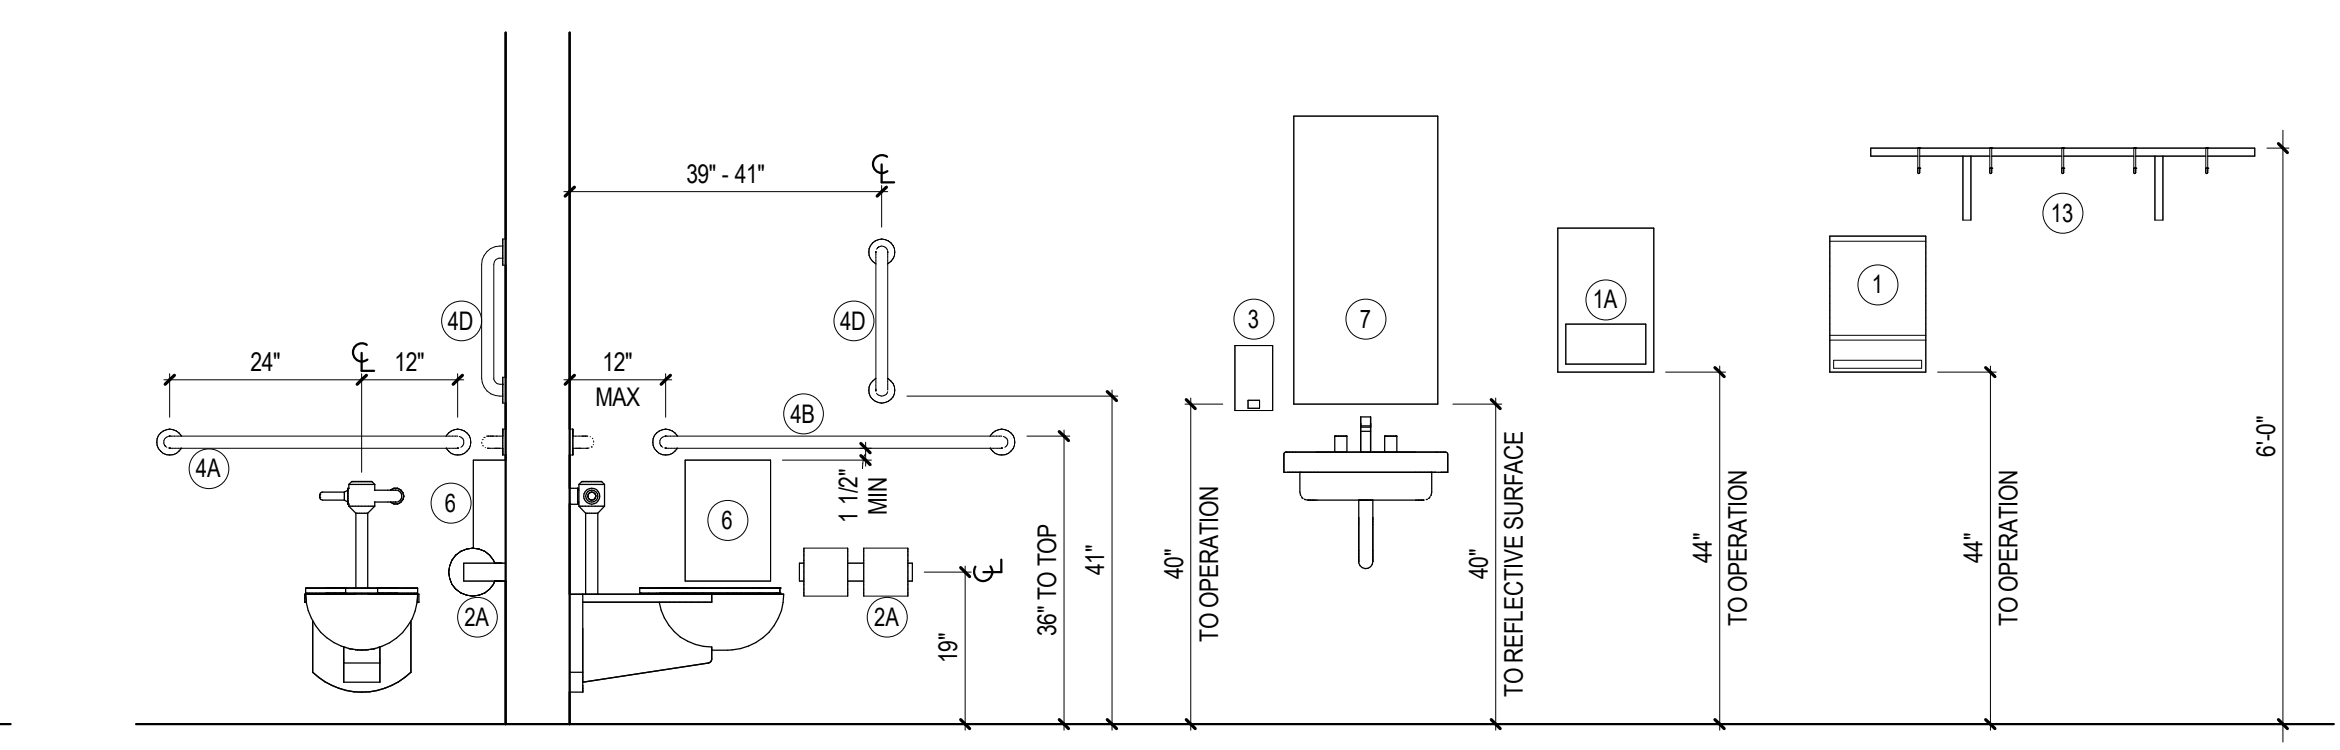 39" - 41"
℄
13
1
1A
4D
4D
3
7
24"
℄
12"
12"
MAX
4B
4A
6
6
1 1/2"
MIN
2A
2A
19"
℄
36" TO TOP
41"
40"
TO OPERATION
40"
TO REFLECTIVE SURFACE
44"
TO OPERATION
44"
TO OPERATION
6'-0"